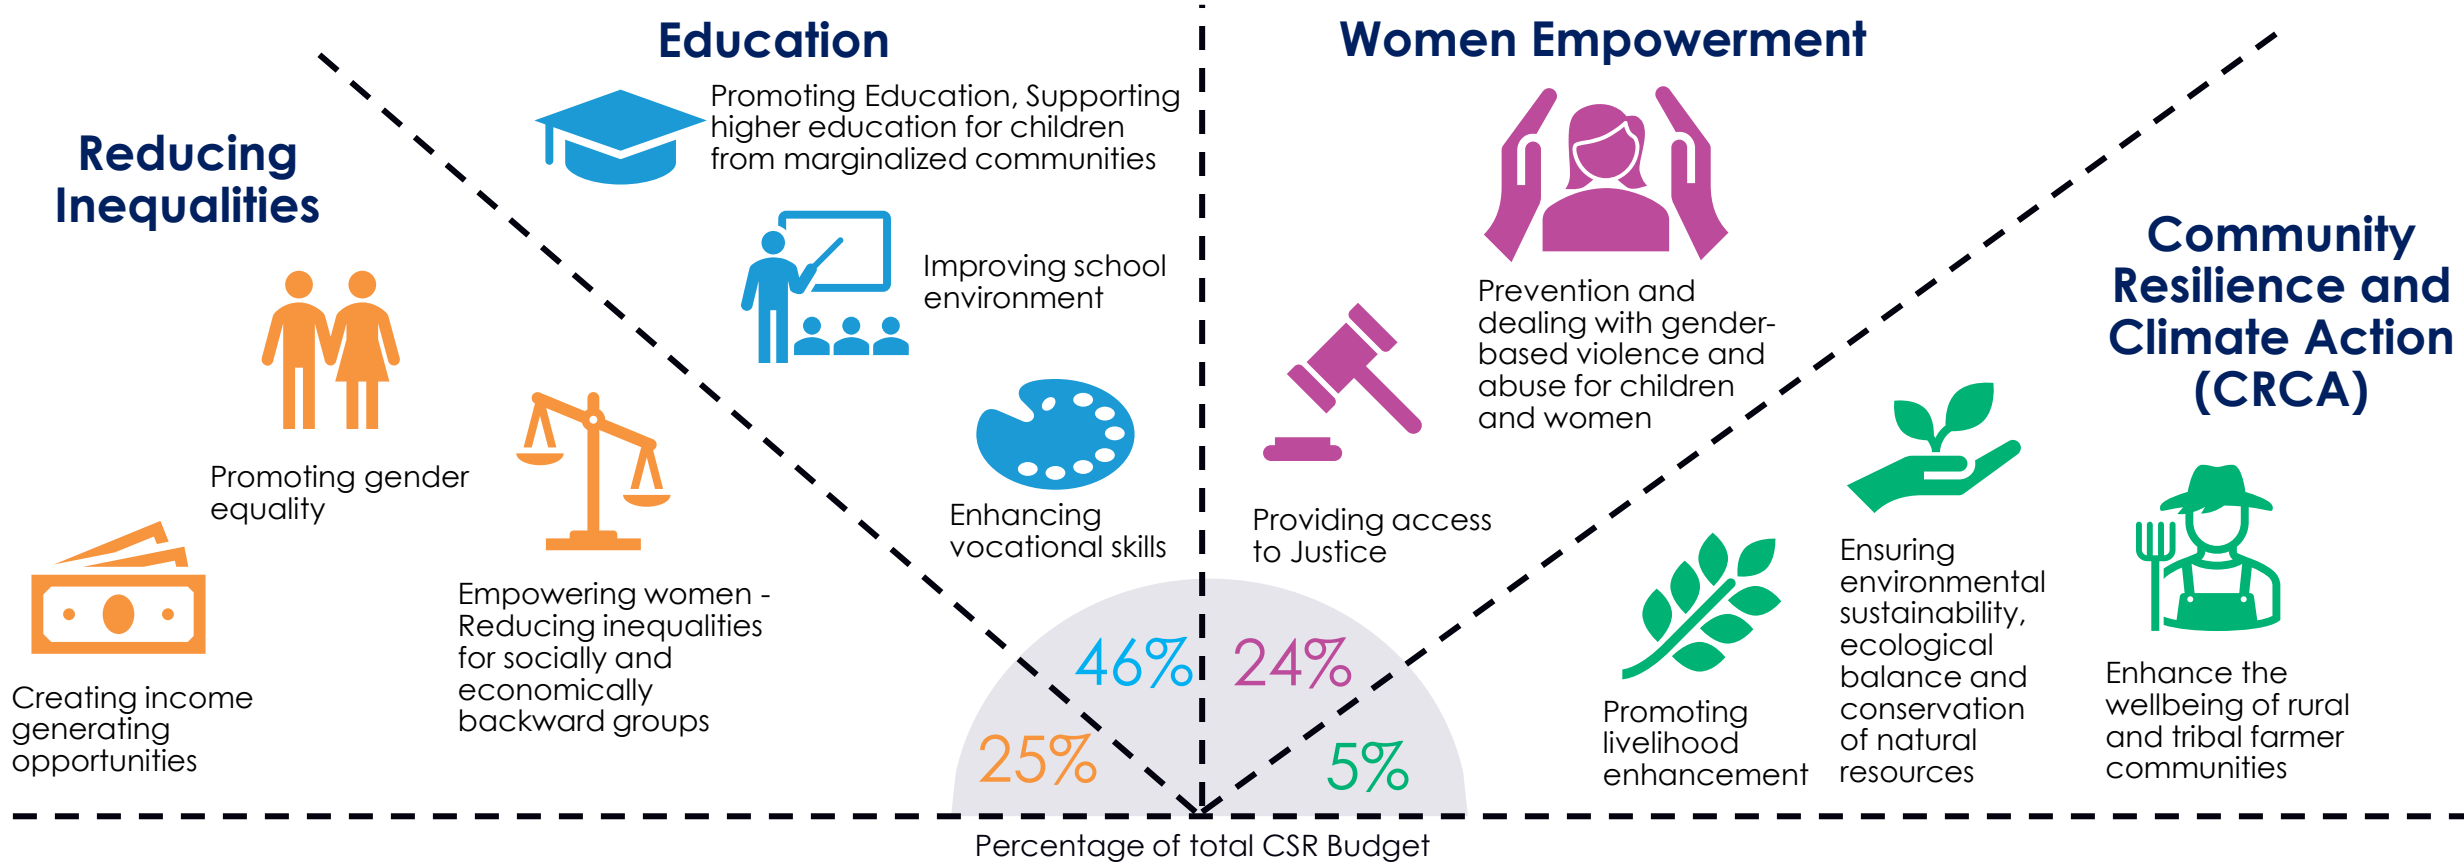 Reducing
Inequalities
Promoting gender
equality
Creating income
generating
opportunities
Empowering women -
Reducing inequalities
for socially and
economically
backward groups
25%
Education
Promoting Education, Supporting
higher education for children
from marginalized communities
Improving school
environment
Enhancing
vocational skills
46%
Women Empowerment
Prevention and
dealing with gender-
based violence and
abuse for children
and women
Providing access
to Justice
24%
Community
Resilience and
Climate Action
(CRCA)
Promoting
livelihood
enhancement
Ensuring
environmental
sustainability,
ecological
balance and
conservation
of natural
resources
Enhance the
wellbeing of rural
and tribal farmer
communities
5%
Percentage of total CSR Budget